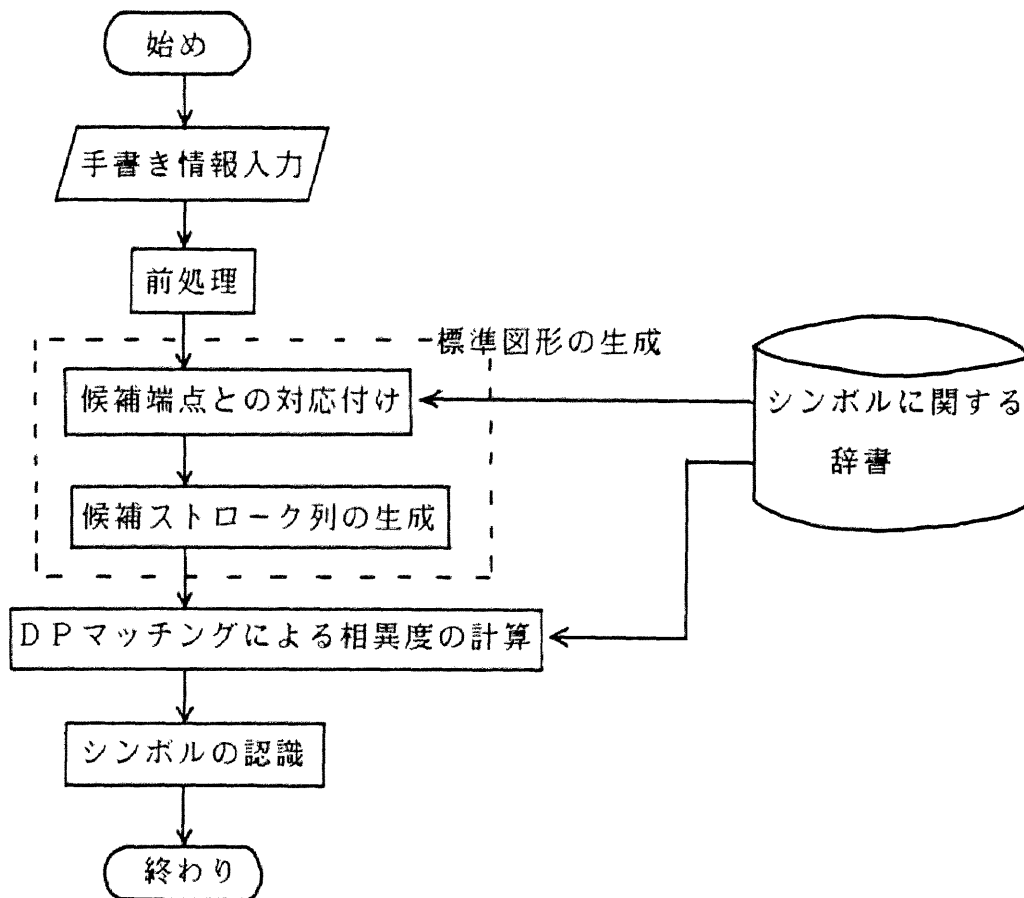 始め
手書き情報入力
前処理
標準図形の生成
候補端点との対応付け
シンボルに関する
辞書
候補ストローク列の生成
DPマッチングによる相異度の計算
シンボルの認識
終わり